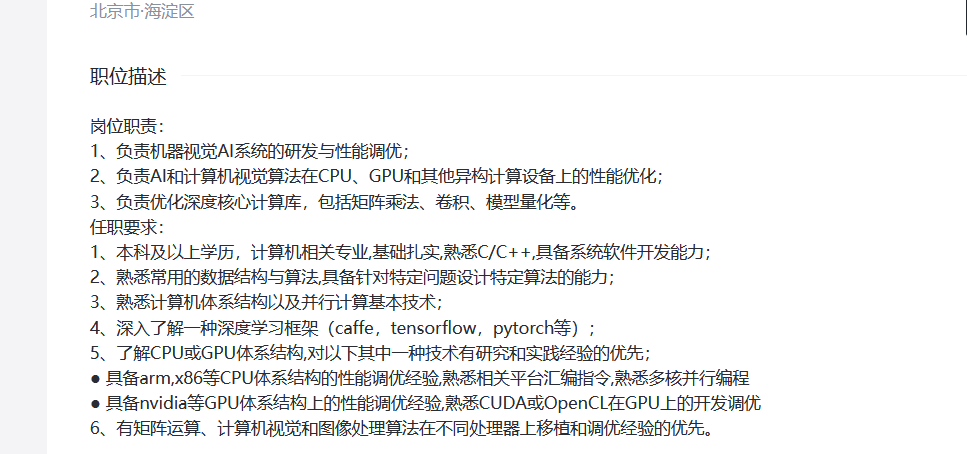 北京市·海淀区
职位描述
岗位职责：
1、负责机器视觉AI系统的研发与性能调优；
2、负责AI和计算机视觉算法在CPU、GPU和其他异构计算设备上的性能优化；
3、负责优化深度核心计算库，包括矩阵乘法、卷积、模型量化等。
任职要求：
1、本科及以上学历，计算机相关专业,基础扎实,熟悉C/C++,具备系统软件开发能力；
2、熟悉常用的数据结构与算法,具备针对特定问题设计特定算法的能力；
3、熟悉计算机体系结构以及并行计算基本技术；
4、深入了解一种深度学习框架（caffe，tensorflow，pytorch等）；
5、了解CPU或GPU体系结构,对以下其中一种技术有研究和实践经验的优先；
● 具备arm,x86等CPU体系结构的性能调优经验,熟悉相关平台汇编指令,熟悉多核并行编程
● 具备nvidia等GPU体系结构上的性能调优经验,熟悉CUDA或OpenCL在GPU上的开发调优
6、有矩阵运算、计算机视觉和图像处理算法在不同处理器上移植和调优经验的优先。